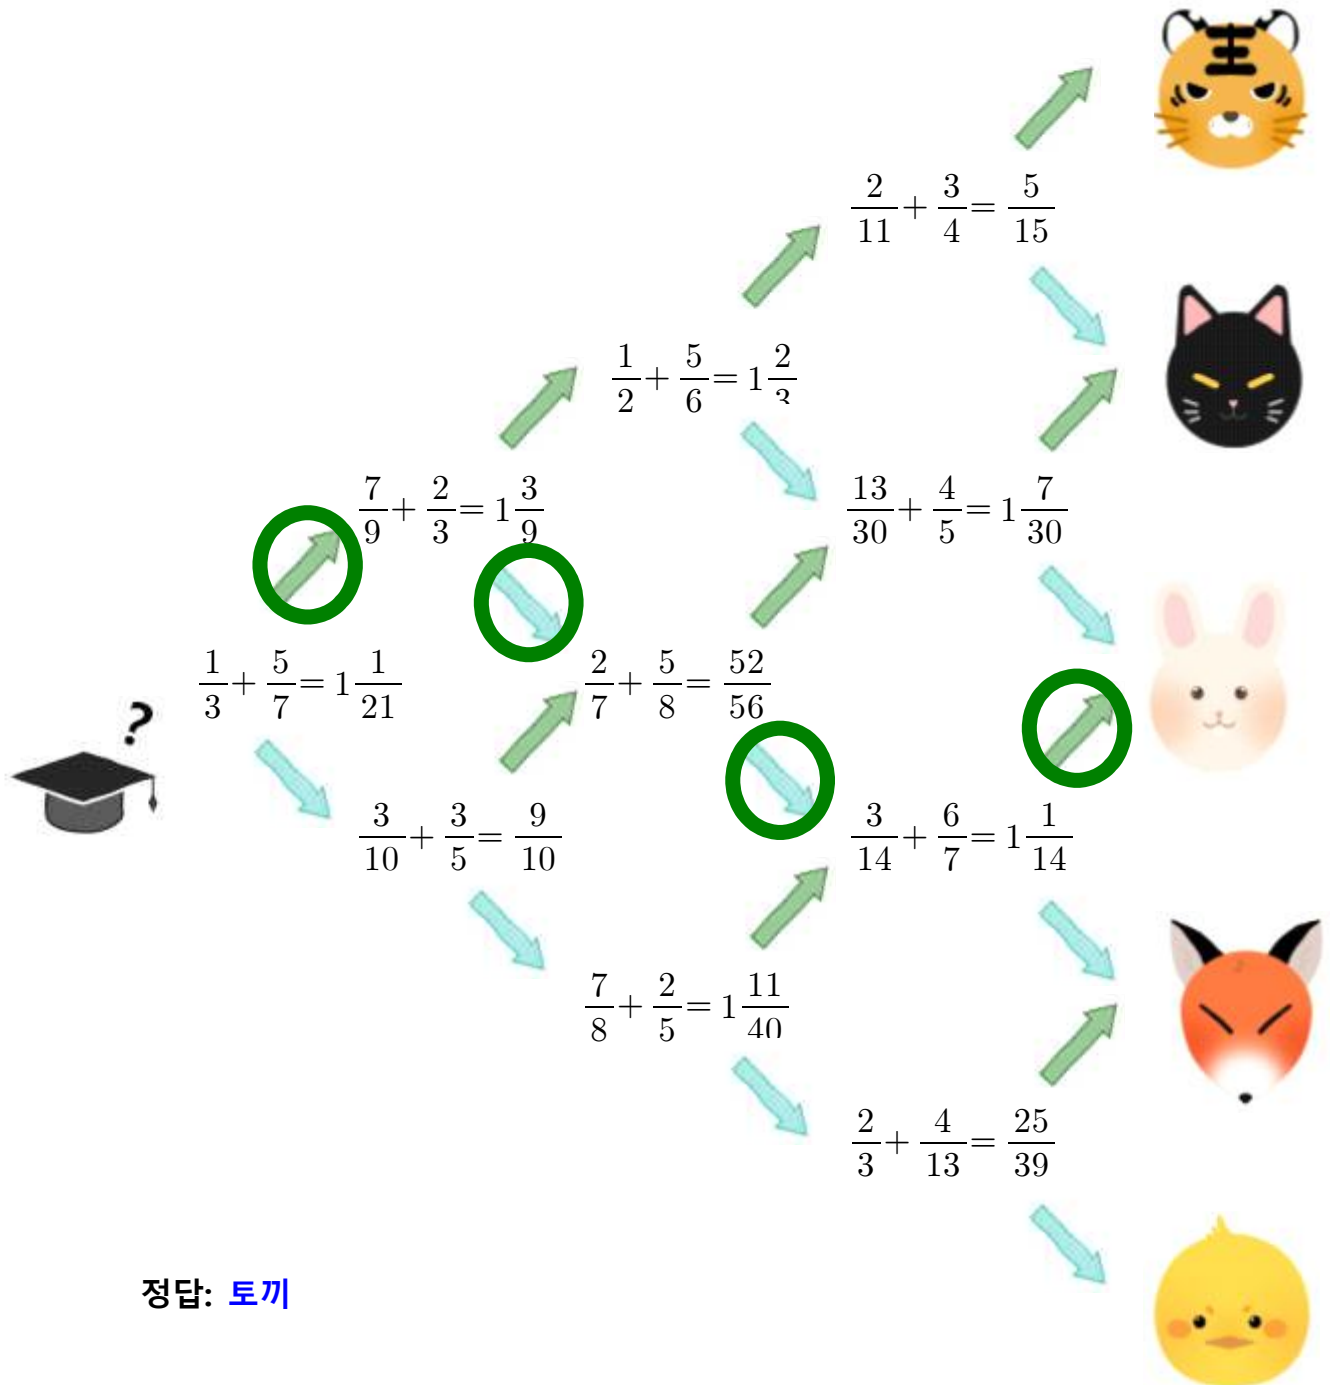 王
2/11 + 3/4 = 5/15
1/2 + 5/6 = 1 2/3
7/9 + 2/3 = 1 3/9
13/30 + 4/5 = 1 7/30
1/3 + 5/7 = 1 1/21
2/7 + 5/8 = 52/56
?
3/10 + 3/5 = 9/10
3/14 + 6/7 = 1 1/14
7/8 + 2/5 = 1 11/40
2/3 + 4/13 = 25/39
정답: 토끼